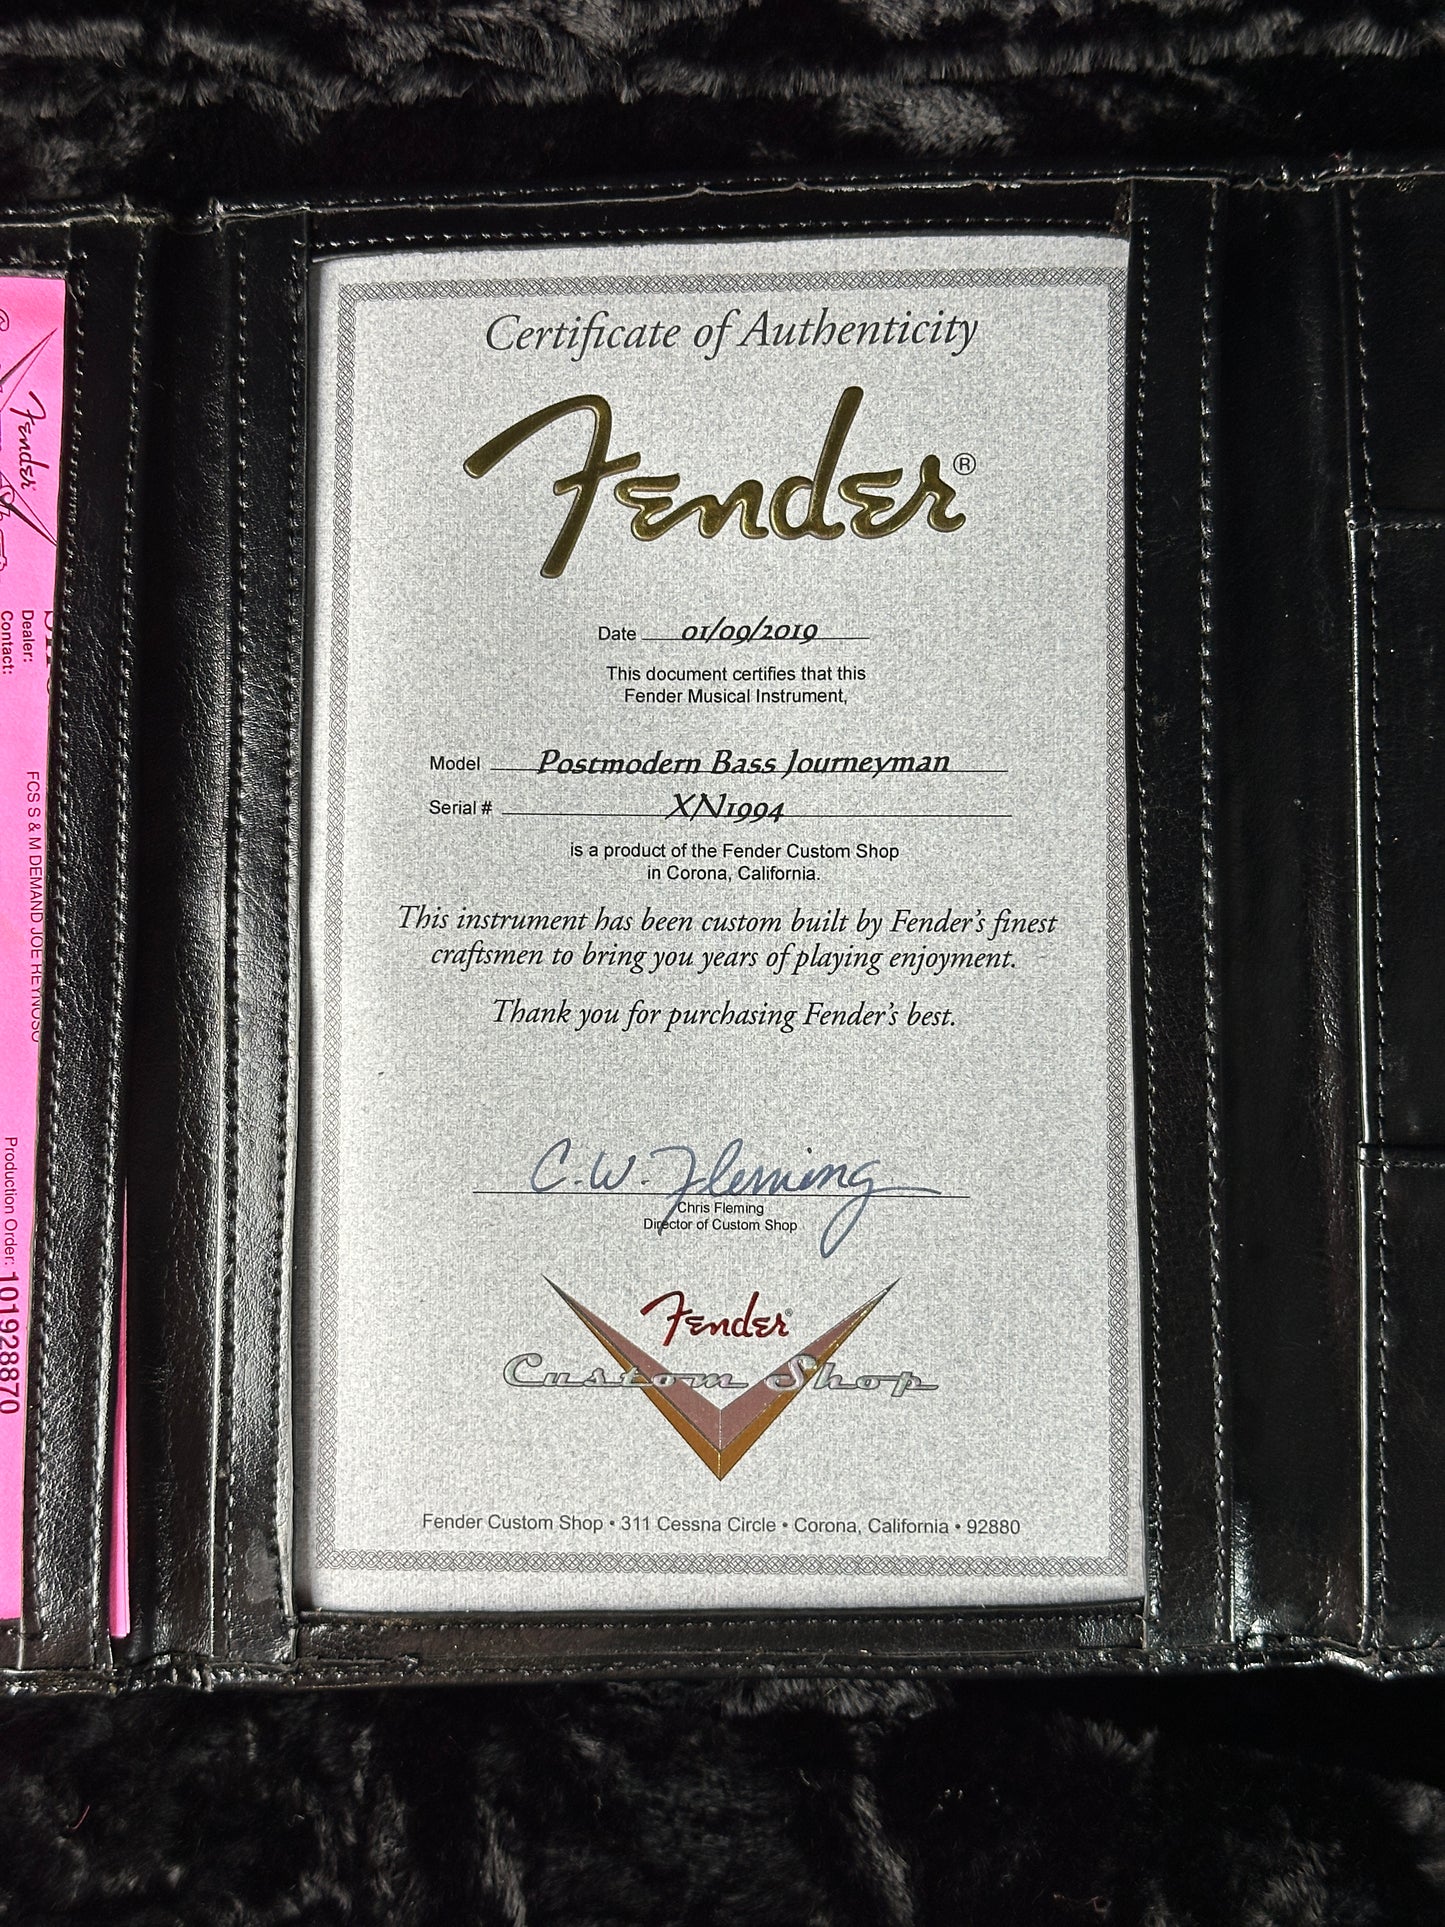 Certificate of Authenticity
Fender®
Date 01/09/2019
This document certifies that this
Fender Musical Instrument,
Model Postmodern Bass Journeyman
Serial # XN1994
is a product of the Fender Custom Shop
in Corona, California.
This instrument has been custom built by Fender's finest
craftsmen to bring you years of playing enjoyment.
Thank you for purchasing Fender's best.
C.W. Fleming
Chris Fleming
Director of Custom Shop
Fender®
Custom Shop
Fender Custom Shop • 311 Cessna Circle • Corona, California • 92880
Fender
Dealer:
Contact:
FCS S & M DEMAND JOE REYNOSO
Production Order: 101928870